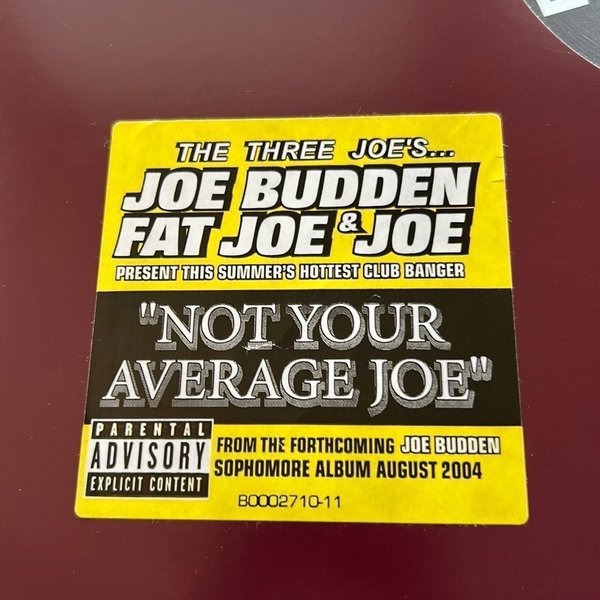 THE THREE JOE'S...
JOE BUDDEN
FAT JOE & JOE
PRESENT THIS SUMMER'S HOTTEST CLUB BANGER
"NOT YOUR
AVERAGE JOE"
PARENTAL
ADVISORY
EXPLICIT CONTENT
FROM THE FORTHCOMING JOE BUDDEN
SOPHOMORE ALBUM AUGUST 2004
B0002710-11